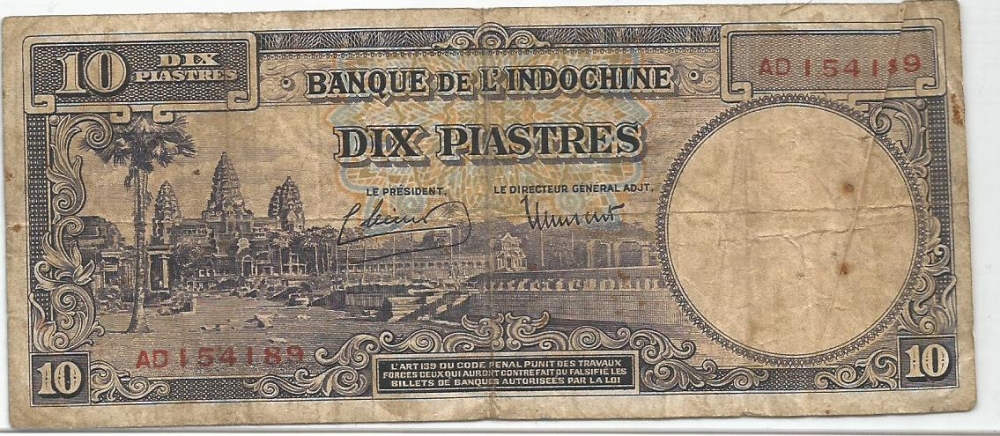 10 DIX
PIASTRES
AD 154189
BANQUE DE L'INDOCHINE
DIX PIASTRES
LE PRÉSIDENT,
LE DIRECTEUR GENERAL ADJT,
AD 154189
10
L'ART 139 DU CODE PENAL PUNIT DES TRAVAUX
FORCES CEUX QUI AURONT CONTREFAIT OU FALSIFIÉ LES
BILLETS DE BANQUES AUTORISÉES PAR LA LOI
10